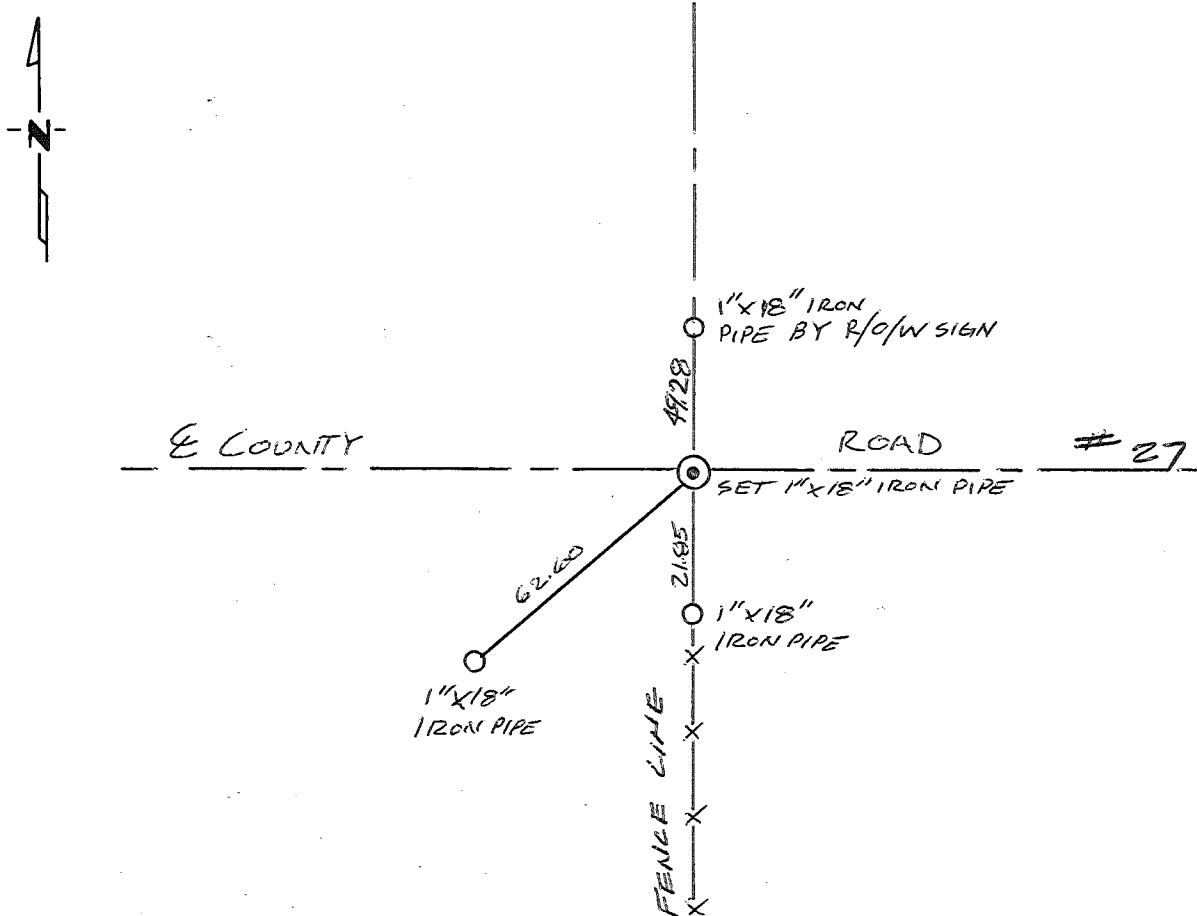 N
1"x18" IRON
PIPE BY R/O/W SIGN
49.28
℄ COUNTY ROAD # 27
SET 1"x18" IRON PIPE
21.85
62.60
1"x18"
IRON PIPE
1"x18"
IRON PIPE
FENCE LINE